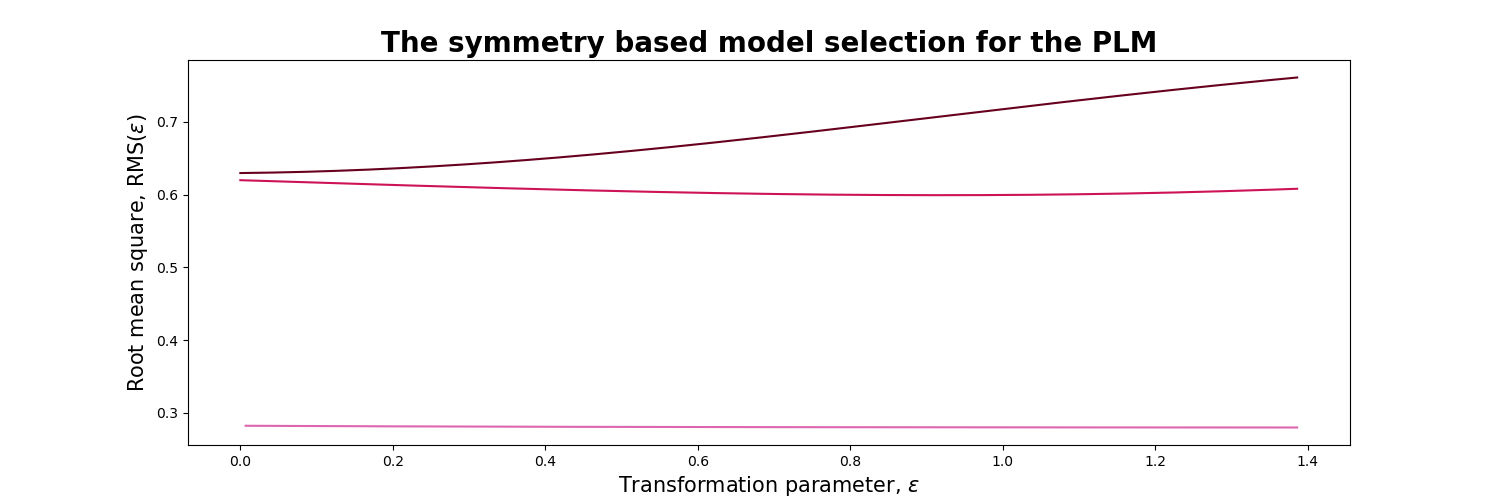 The symmetry based model selection for the PLM
Root mean square, RMS(ε)
0.7
0.6
0.5
0.4
0.3
0.0 0.2 0.4 0.6 0.8 1.0 1.2 1.4
Transformation parameter, ε